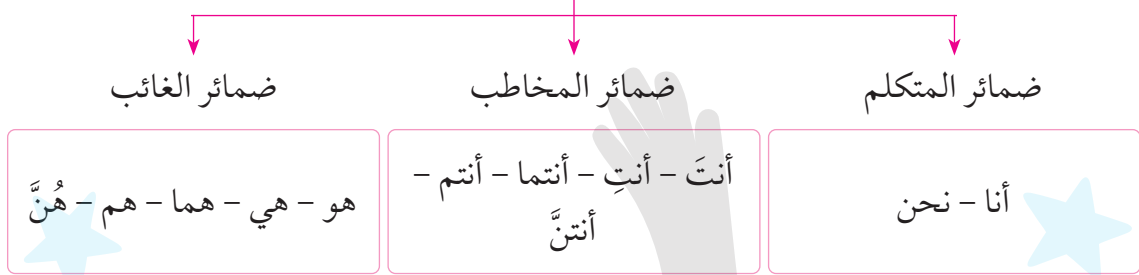 ضمائر المتكلم
ضمائر المخاطب
ضمائر الغائب
أنا – نحن
أنتَ – أنتِ – أنتما – أنتم –
أنتنَّ
هو – هي – هما – هم – هُنَّ